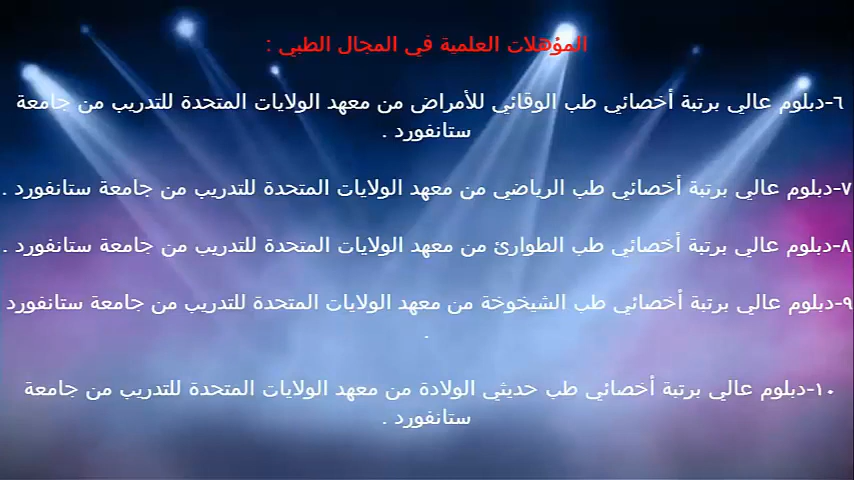 المؤهلات العلمية في المجال الطبي :
٦-دبلوم عالي برتبة أخصائي طب الوقائي للأمراض من معهد الولايات المتحدة للتدريب من جامعة
ستانفورد .
٧-دبلوم عالي برتبة أخصائي طب الرياضي من معهد الولايات المتحدة للتدريب من جامعة ستانفورد .
٨-دبلوم عالي برتبة أخصائي طب الطوارئ من معهد الولايات المتحدة للتدريب من جامعة ستانفورد .
٩-دبلوم عالي برتبة أخصائي طب الشيخوخة من معهد الولايات المتحدة للتدريب من جامعة ستانفورد
.
١٠-دبلوم عالي برتبة أخصائي طب حديثي الولادة من معهد الولايات المتحدة للتدريب من جامعة
ستانفورد .